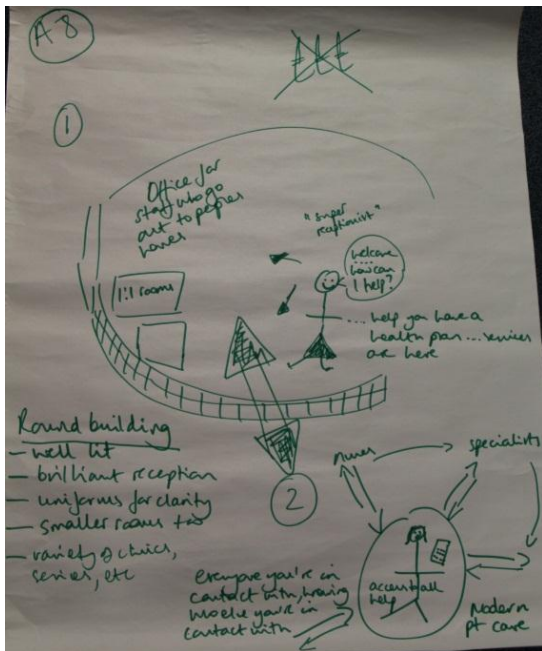 A8
1
Office for
staff who go
out to peoples
homes
"super
receptionist"
welcome
how can
I help?
1:1 rooms
... help you have a
health plan ... services
are here
Round building
- well lit
- brilliant reception
- uniforms for clarity
- smaller rooms too
- variety of clinics,
services, etc
2
nurses
specialists
access all
help
Modern
pt care
Everyone you're in
contact with, knowing
who else you're in
contact with